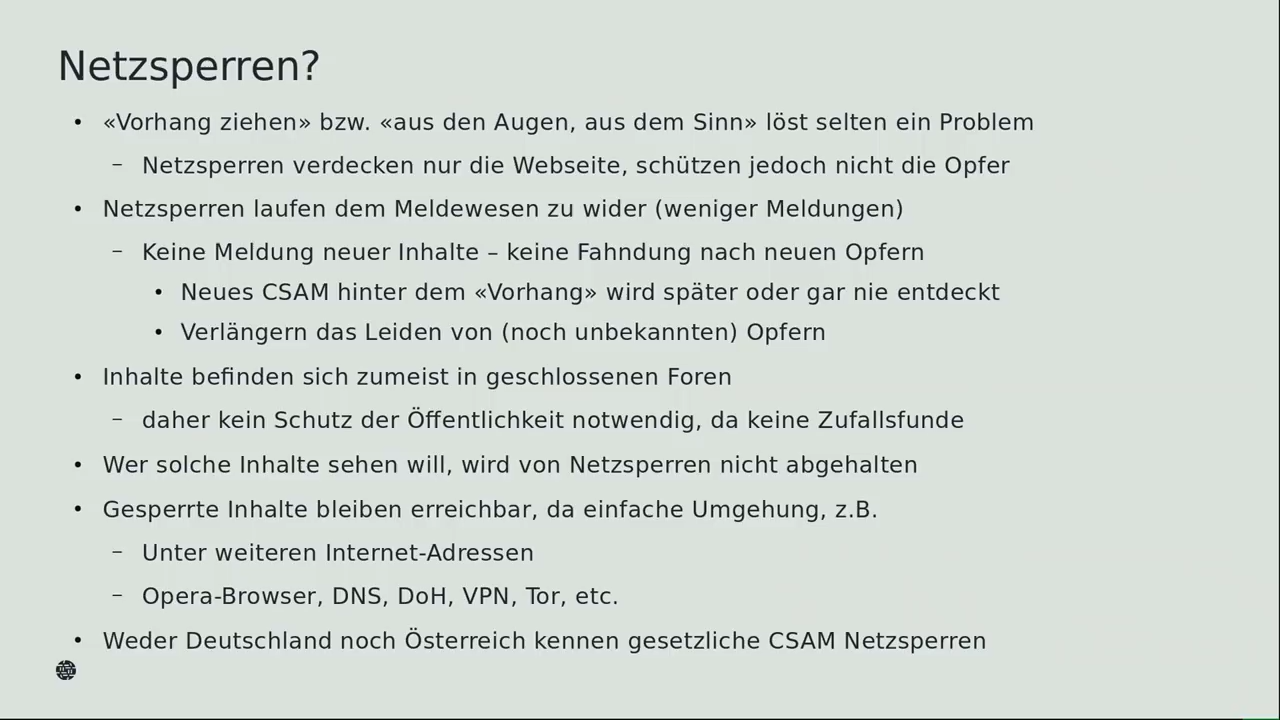 Netzsperren?
• «Vorhang ziehen» bzw. «aus den Augen, aus dem Sinn» löst selten ein Problem
– Netzsperren verdecken nur die Webseite, schützen jedoch nicht die Opfer
• Netzsperren laufen dem Meldewesen zu wider (weniger Meldungen)
– Keine Meldung neuer Inhalte – keine Fahndung nach neuen Opfern
• Neues CSAM hinter dem «Vorhang» wird später oder gar nie entdeckt
• Verlängern das Leiden von (noch unbekannten) Opfern
• Inhalte befinden sich zumeist in geschlossenen Foren
– daher kein Schutz der Öffentlichkeit notwendig, da keine Zufallsfunde
• Wer solche Inhalte sehen will, wird von Netzsperren nicht abgehalten
• Gesperrte Inhalte bleiben erreichbar, da einfache Umgehung, z.B.
– Unter weiteren Internet-Adressen
– Opera-Browser, DNS, DoH, VPN, Tor, etc.
• Weder Deutschland noch Österreich kennen gesetzliche CSAM Netzsperren